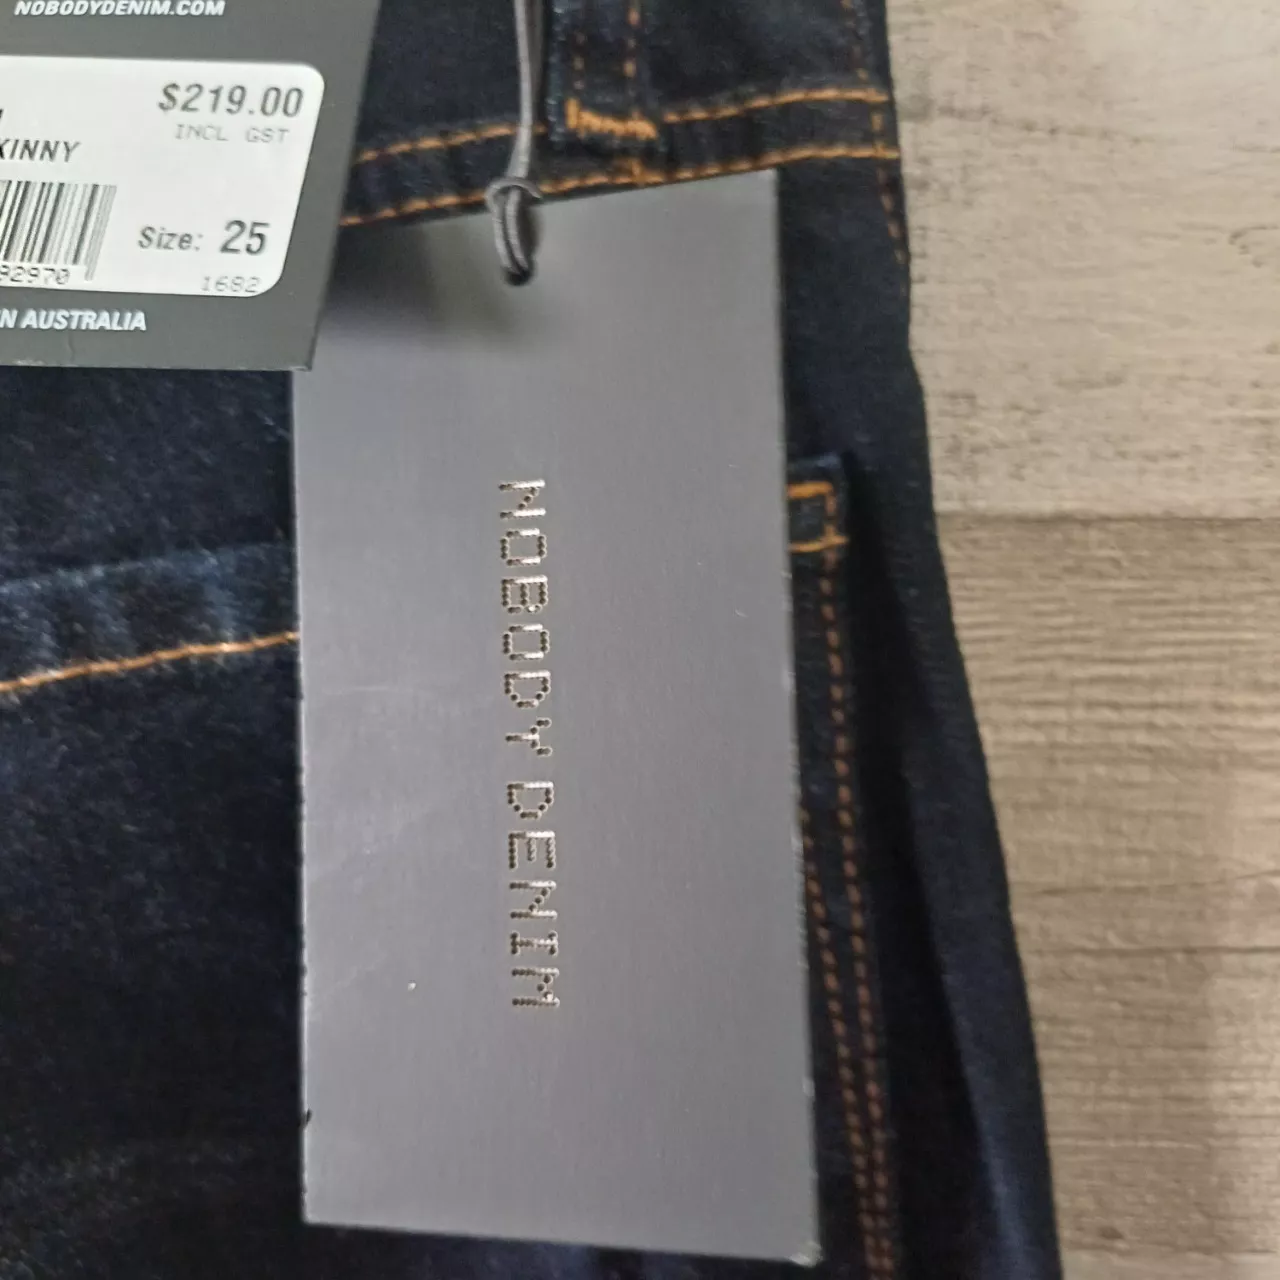 NOBODYDENIM.COM
$219.00
INCL GST
KINNY
Size: 25
92970
1682
N AUSTRALIA
NOBODY DENIM